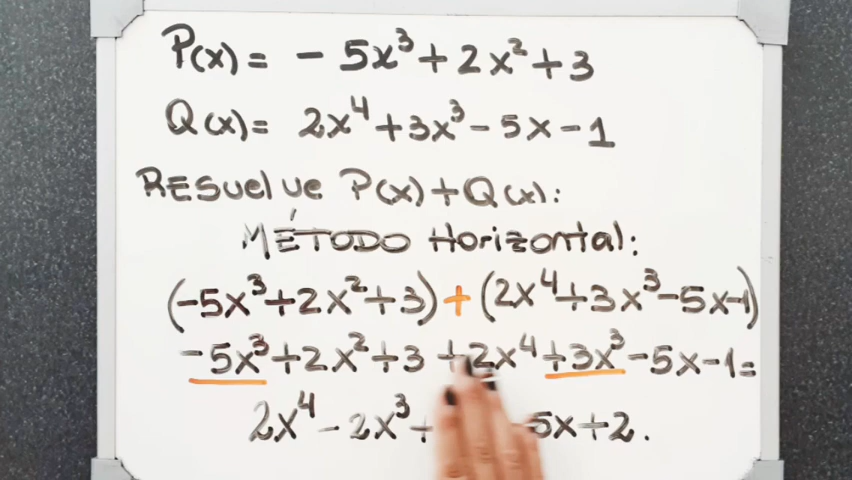 P(x) = - 5x³ + 2x² + 3
Q(x) = 2x⁴ + 3x³ - 5x - 1
RESUELVE P(x) + Q(x):
MÉTODO Horizontal:
(-5x³ + 2x² + 3) + (2x⁴ + 3x³ - 5x - 1)
-5x³ + 2x² + 3 + 2x⁴ + 3x³ - 5x - 1 =
2x⁴ - 2x³ + 5x + 2.